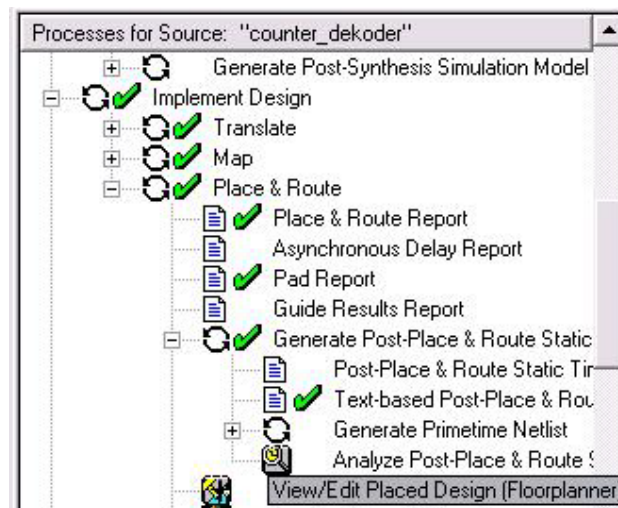 Processes for Source: "counter_dekoder"
Generate Post-Synthesis Simulation Model
Implement Design
Translate
Map
Place & Route
Place & Route Report
Asynchronous Delay Report
Pad Report
Guide Results Report
Generate Post-Place & Route Static
Post-Place & Route Static
Text-based Post-Place &
Generate Primetime Netlist
Analyze Post-Place & Route
View/Edit Placed Design (Floorplanner